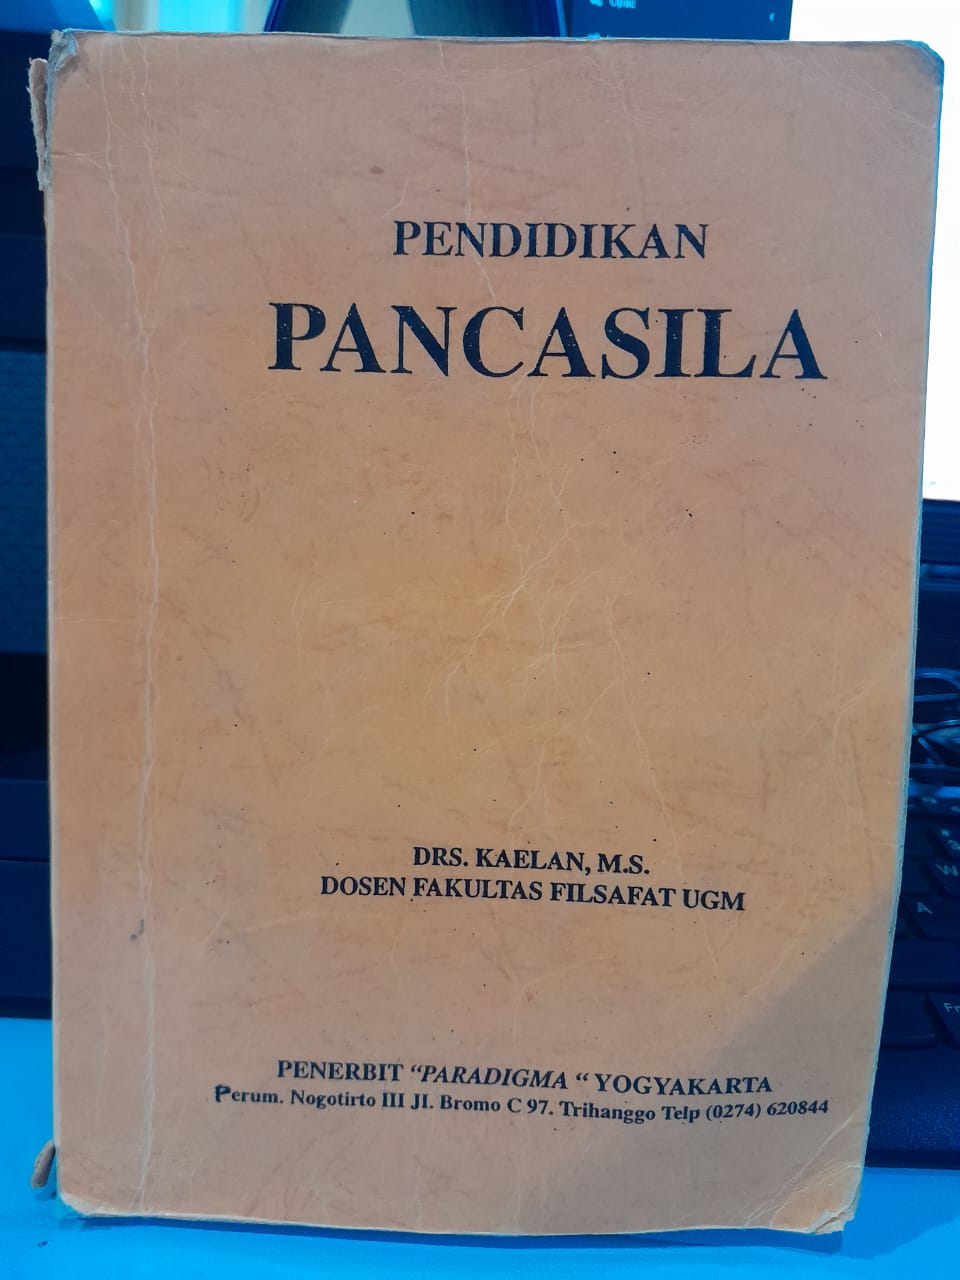 PENDIDIKAN
PANCASILA
DRS. KAELAN, M.S.
DOSEN FAKULTAS FILSAFAT UGM
PENERBIT “PARADIGMA “ YOGYAKARTA
Perum. Nogotirto III Jl. Bromo C 97. Trihanggo Telp (0274) 620844
W
A
Fn